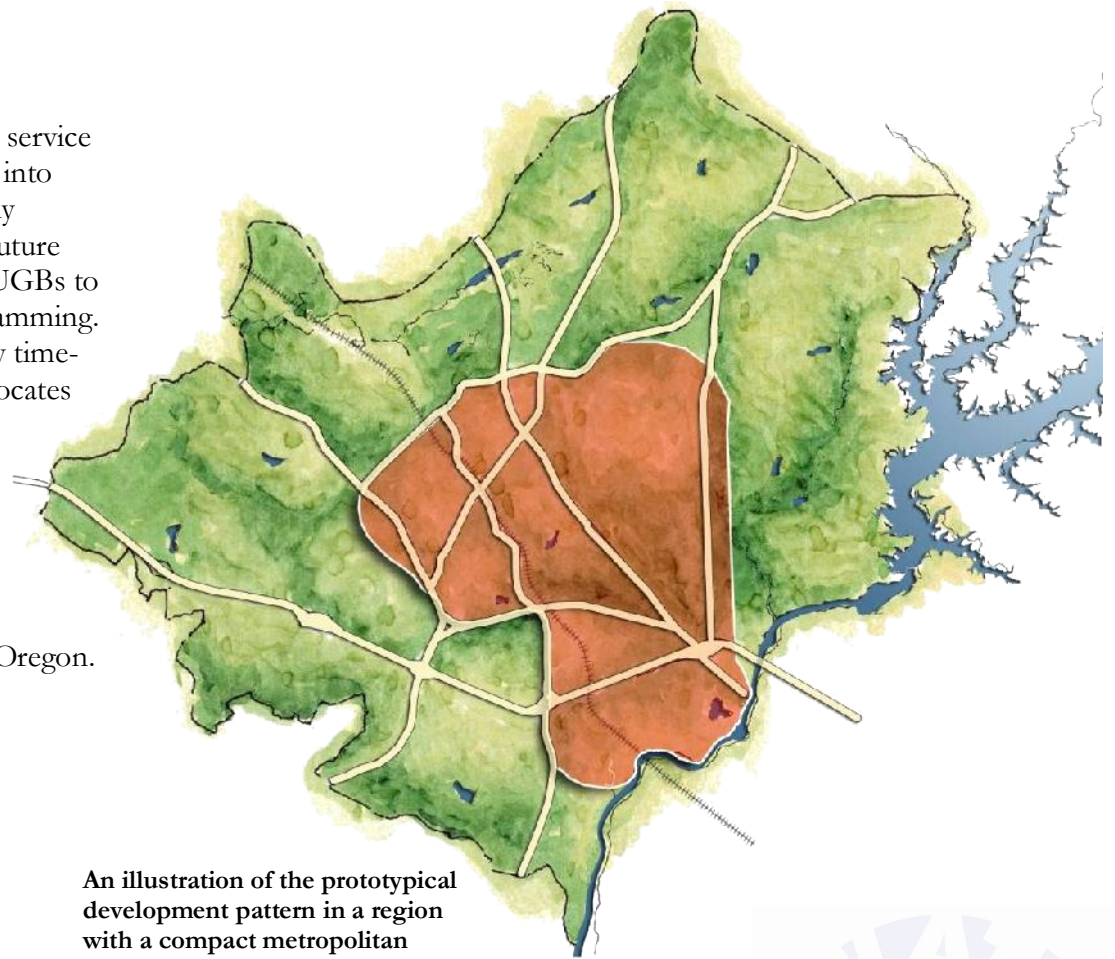 service
into
uture
UGBs to
amming.
time-
ocates
Oregon.
An illustration of the prototypical
development pattern in a region
with a compact metropolitan